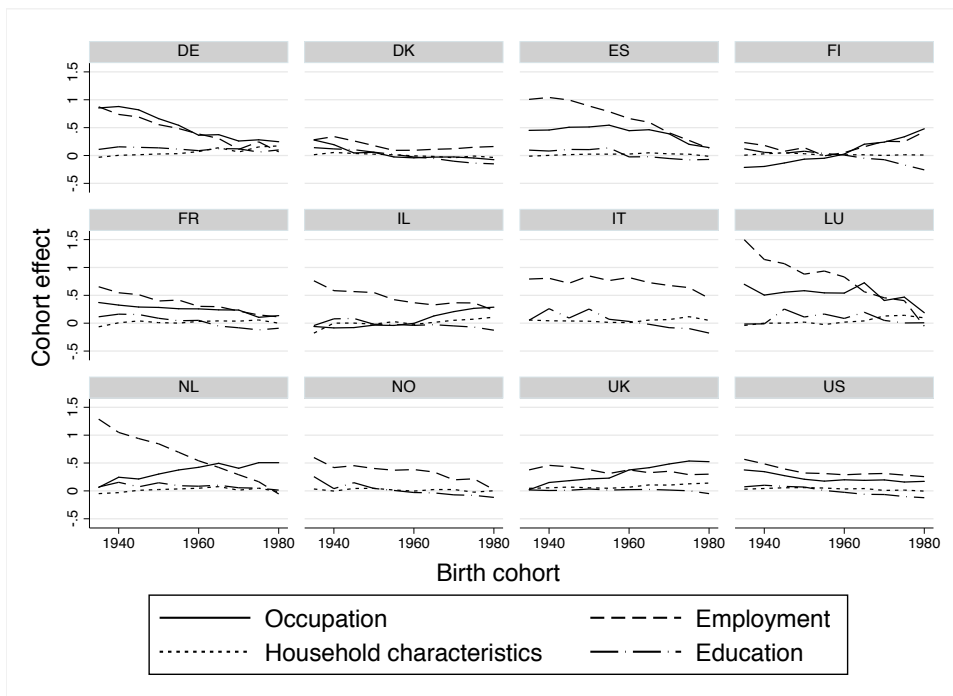 DE DK ES FI
1.5
1
.5
0
-.5
FR IL IT LU
1.5
1
.5
0
-.5
NL NO UK US
1.5
1
.5
0
-.5
1940 1960 1980 1940 1960 1980 1940 1960 1980 1940 1960 1980
Cohort effect
Birth cohort
Occupation Employment
Household characteristics Education